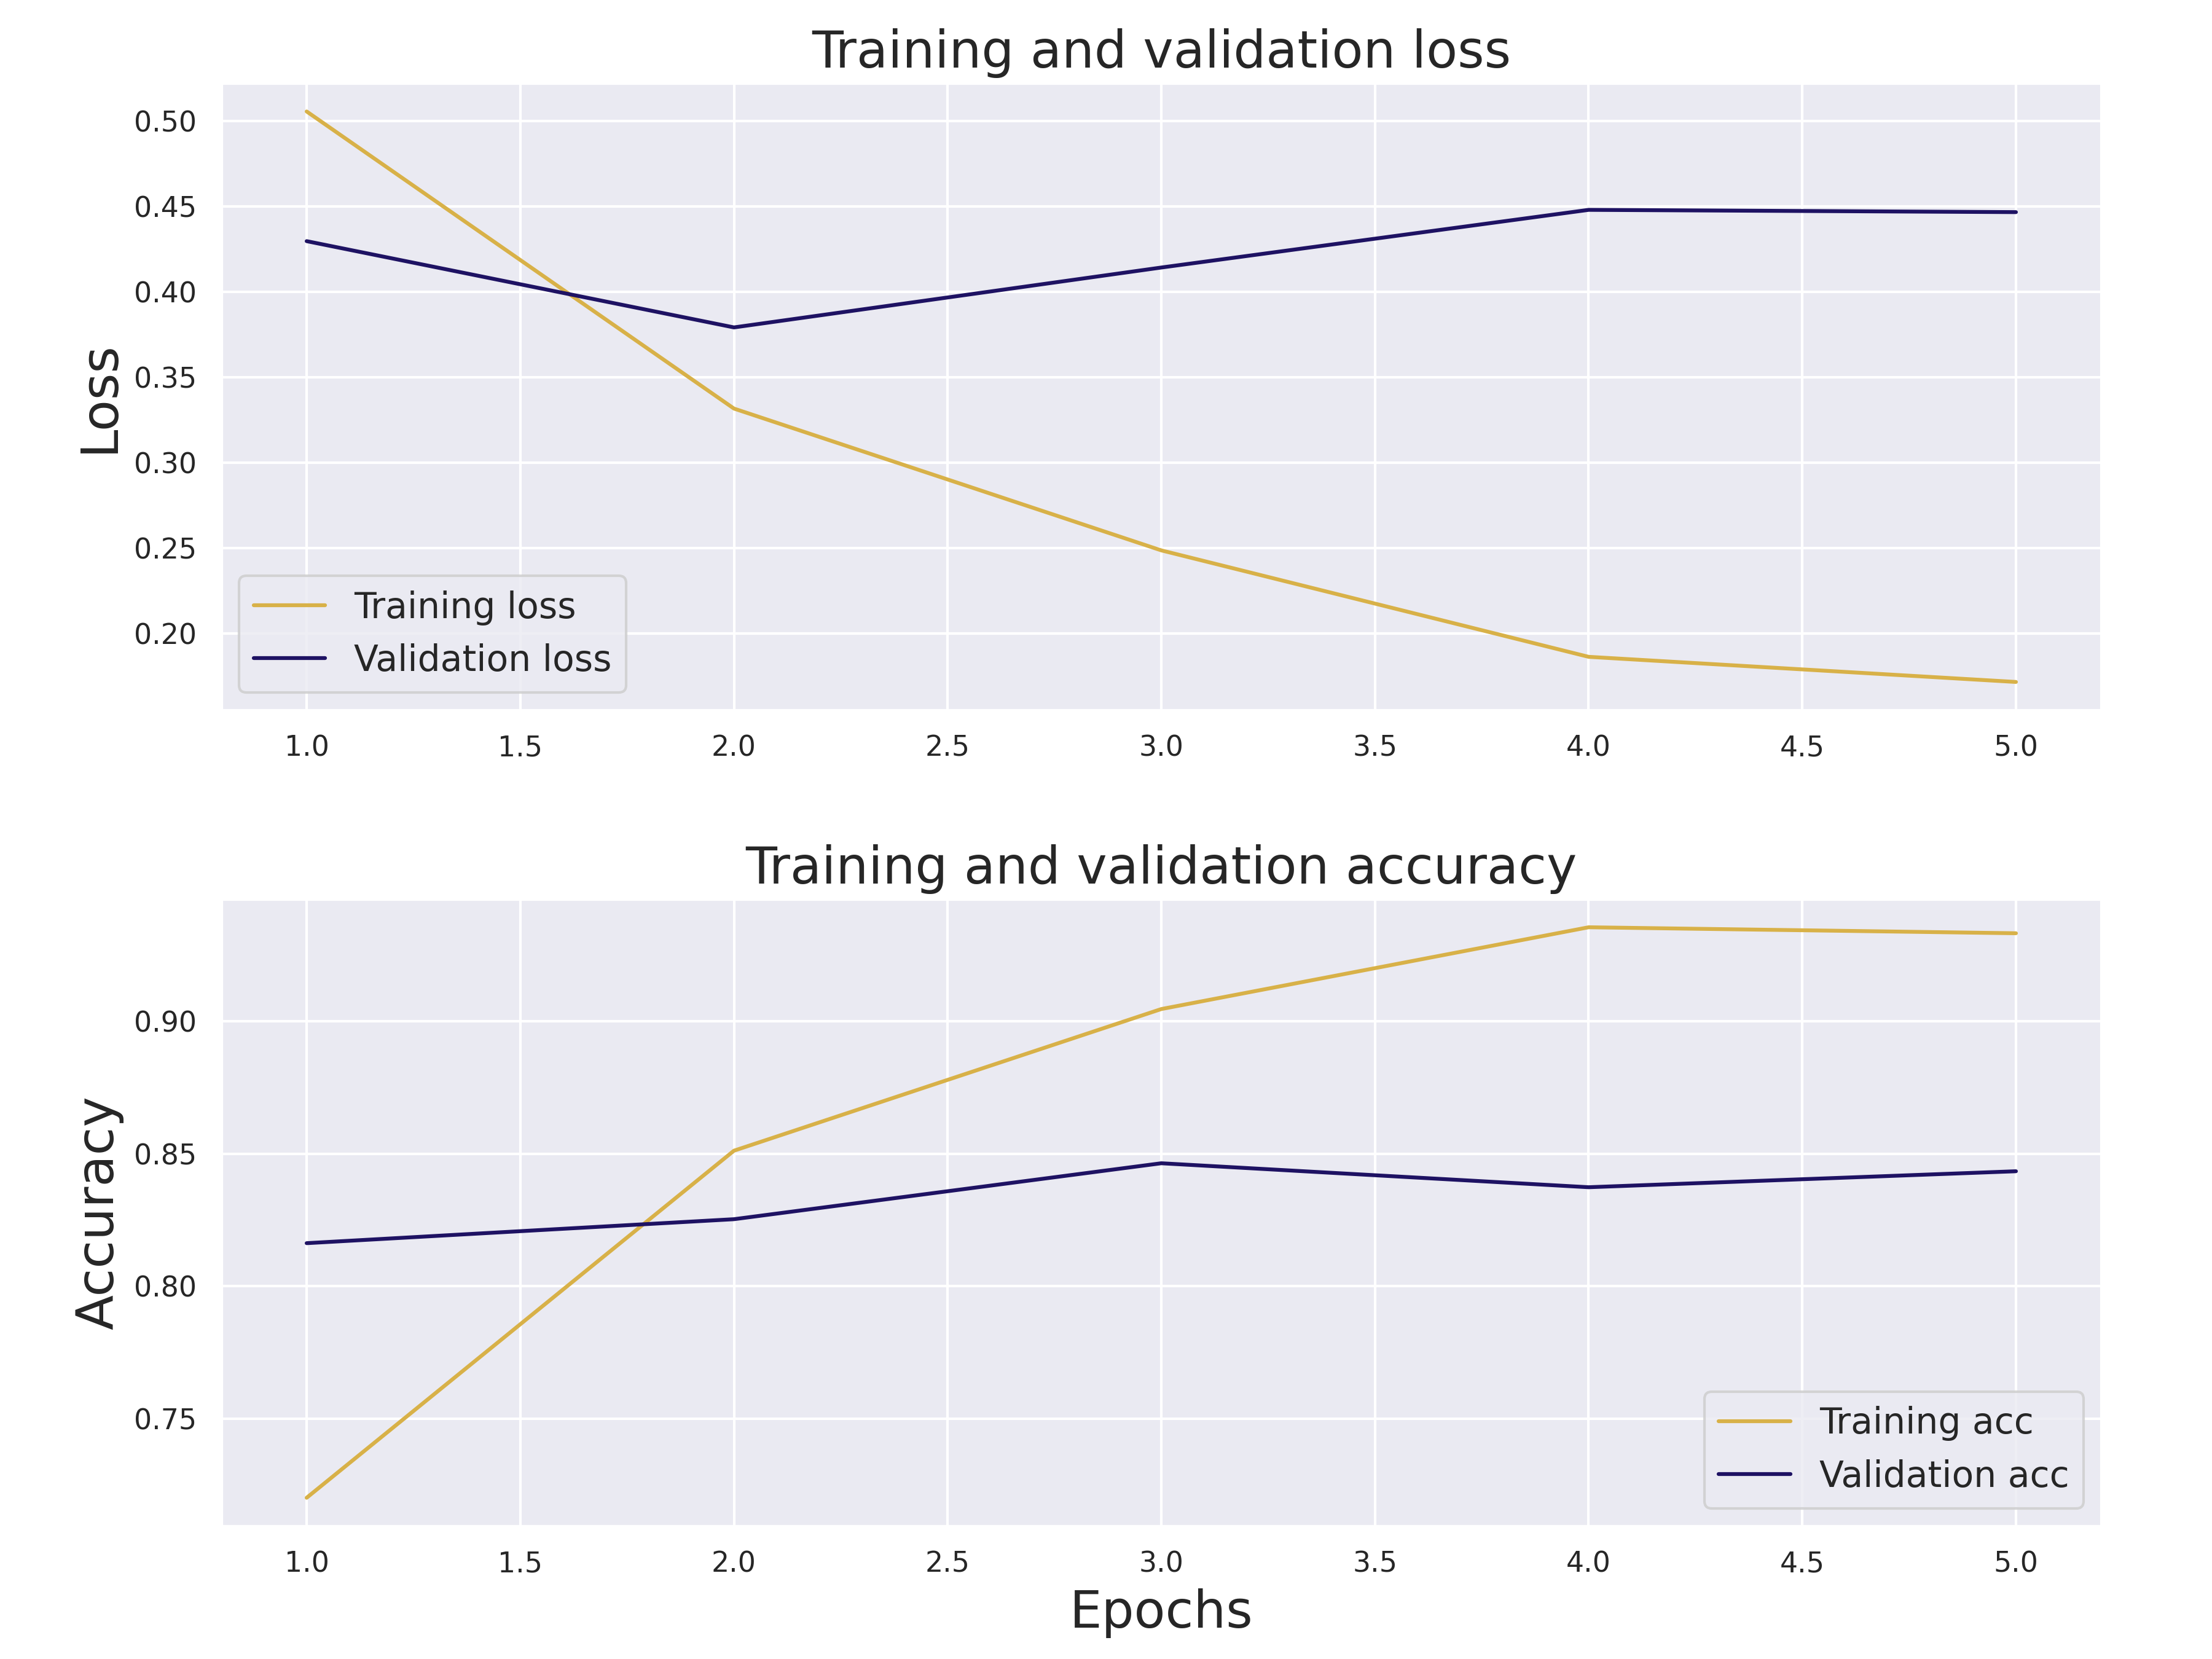 Training and validation loss
Loss
0.50
0.45
0.40
0.35
0.30
0.25
0.20
Training loss
Validation loss
1.0 1.5 2.0 2.5 3.0 3.5 4.0 4.5 5.0
Training and validation accuracy
Accuracy
0.90
0.85
0.80
0.75
Training acc
Validation acc
1.0 1.5 2.0 2.5 3.0 3.5 4.0 4.5 5.0
Epochs